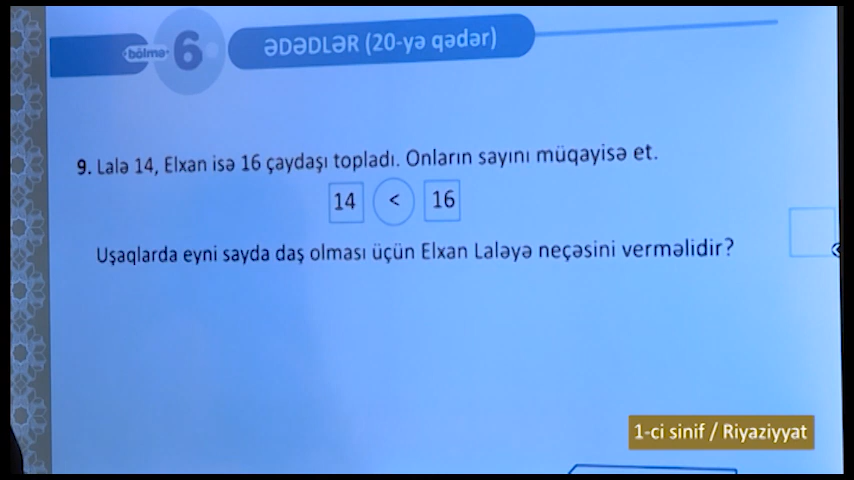 bölmə 6 ƏDƏDLƏR (20-yə qədər)
9. Lalə 14, Elxan isə 16 çaydaşı topladı. Onların sayını müqayisə et.
14 < 16
Uşaqlarda eyni sayda daş olması üçün Elxan Laləyə neçəsini verməlidir?
1-ci sinif / Riyaziyyat